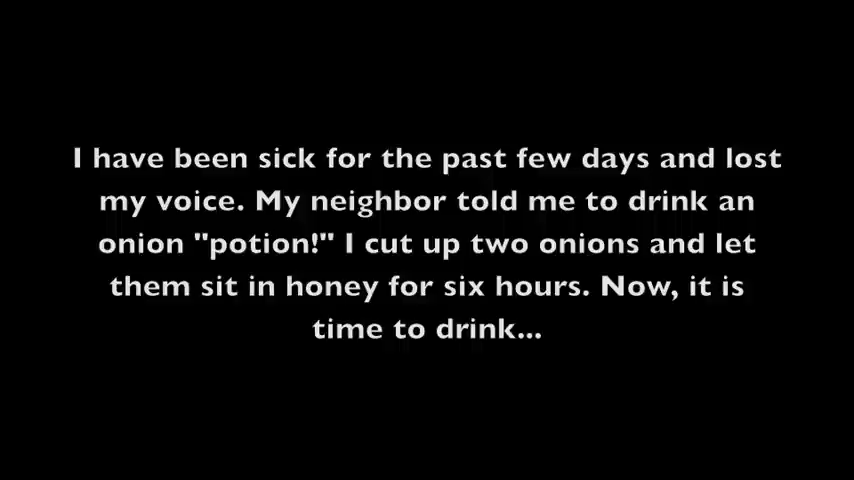 I have been sick for the past few days and lost
my voice. My neighbor told me to drink an
onion "potion!" I cut up two onions and let
them sit in honey for six hours. Now, it is
time to drink...